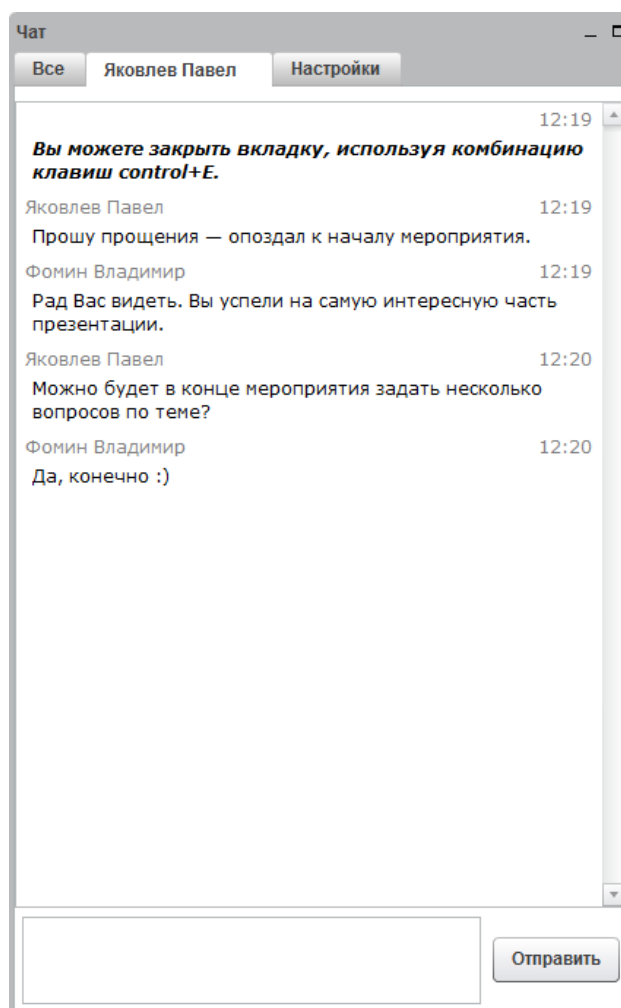 Чат
Все Яковлев Павел Настройки
12:19
Вы можете закрыть вкладку, используя комбинацию
клавиш control+E.
Яковлев Павел 12:19
Прошу прощения — опоздал к началу мероприятия.
Фомин Владимир 12:19
Рад Вас видеть. Вы успели на самую интересную часть
презентации.
Яковлев Павел 12:20
Можно будет в конце мероприятия задать несколько
вопросов по теме?
Фомин Владимир 12:20
Да, конечно :)
Отправить